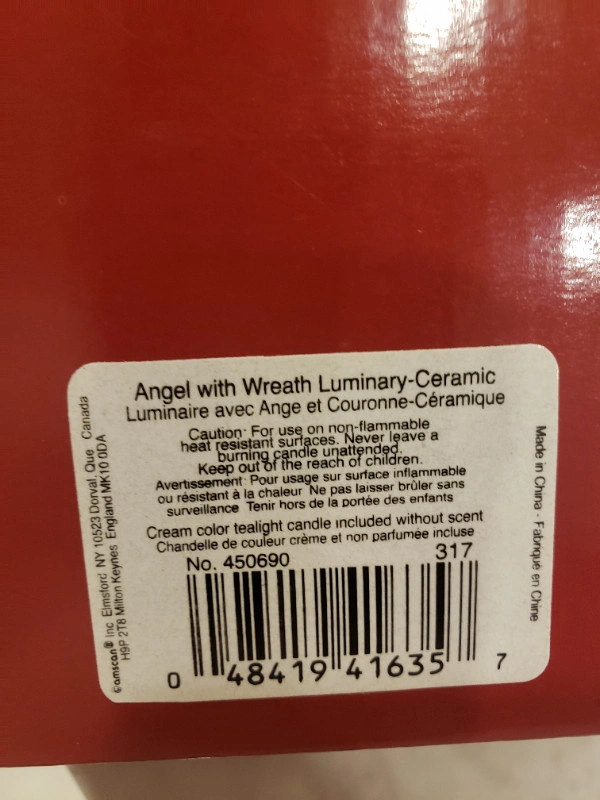 Angel with Wreath Luminary-Ceramic
Luminaire avec Ange et Couronne-Céramique
Caution: For use on non-flammable
heat resistant surfaces. Never leave a
burning candle unattended.
Keep out of the reach of children.
Avertissement: Pour usage sur surface inflammable
ou résistant à la chaleur Ne pas laisser brûler sans
surveillance Tenir hors de la portée des enfants
Cream color tealight candle included without scent
Chandelle de couleur crème et non parfumée incluse
No. 450690 317
0 48419 41635 7
©amscan® Inc Elmsford NY 10523 Dorval, Que Canada
H9P 2T8 Milton Keynes England MK10 0DA
Made in China - Fabriqué en Chine